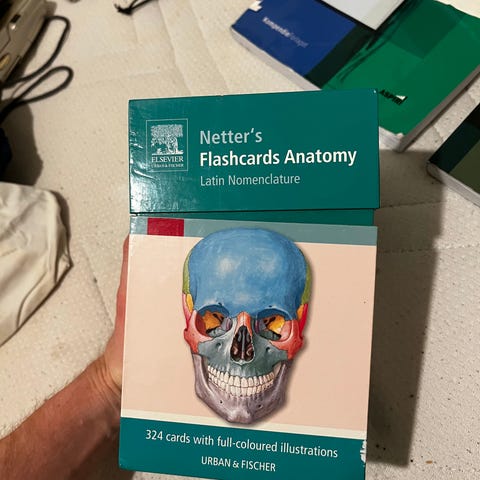 Netter's
Flashcards Anatomy
Latin Nomenclature
ELSEVIER
URBAN & FISCHER
324 cards with full-coloured illustrations
URBAN & FISCHER